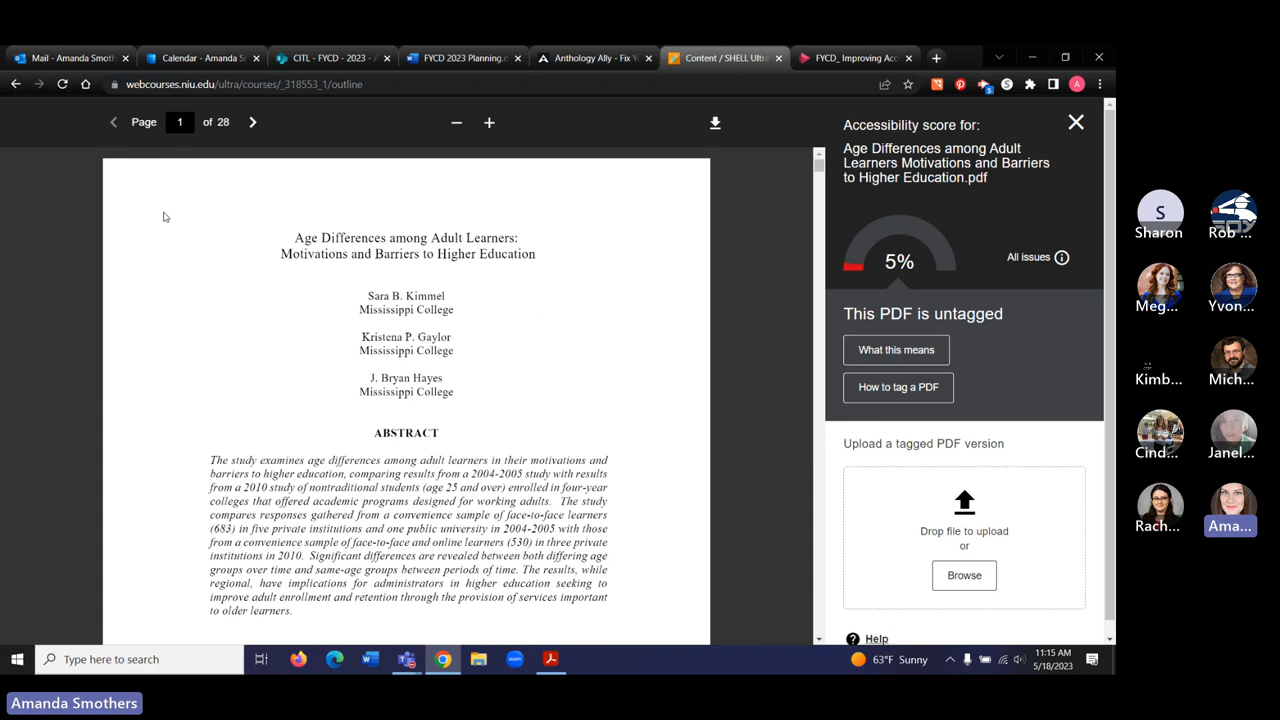 Mail - Amanda Smoth
Calendar - Amanda S
CITL - FYCD - 2023 - A
FYCD 2023 Planning.d
Anthology Ally - Fix Y
Content / SHELL Ultra
FYCD_ Improving Acc
webcourses.niu.edu/ultra/courses/_318553_1/outline
Page 1 of 28
Age Differences among Adult Learners:
Motivations and Barriers to Higher Education
Sara B. Kimmel
Mississippi College
Kristena P. Gaylor
Mississippi College
J. Bryan Hayes
Mississippi College
ABSTRACT
The study examines age differences among adult learners in their motivations and
barriers to higher education, comparing results from a 2004-2005 study with results
from a 2010 study of nontraditional students (age 25 and over) enrolled in four-year
colleges that offered academic programs designed for working adults. The study
compares responses gathered from a convenience sample of face-to-face learners
(683) in five private institutions and one public university in 2004-2005 with those
from a convenience sample of face-to-face and online learners (530) in three private
institutions in 2010. Significant differences are revealed between both differing age
groups over time and same-age groups between periods of time. The results, while
regional, have implications for administrators in higher education seeking to
improve adult enrollment and retention through the provision of services important
to older learners.
Accessibility score for:
Age Differences among Adult
Learners Motivations and Barriers
to Higher Education.pdf
5%
All issues
This PDF is untagged
What this means
How to tag a PDF
Upload a tagged PDF version
Drop file to upload
or
Browse
Help
S
Sharon
Rob ...
Meg...
Yvon...
Kimb...
Mich...
Cind...
Janel...
Rach...
Ama...
Type here to search
63°F Sunny
11:15 AM
5/18/2023
Amanda Smothers